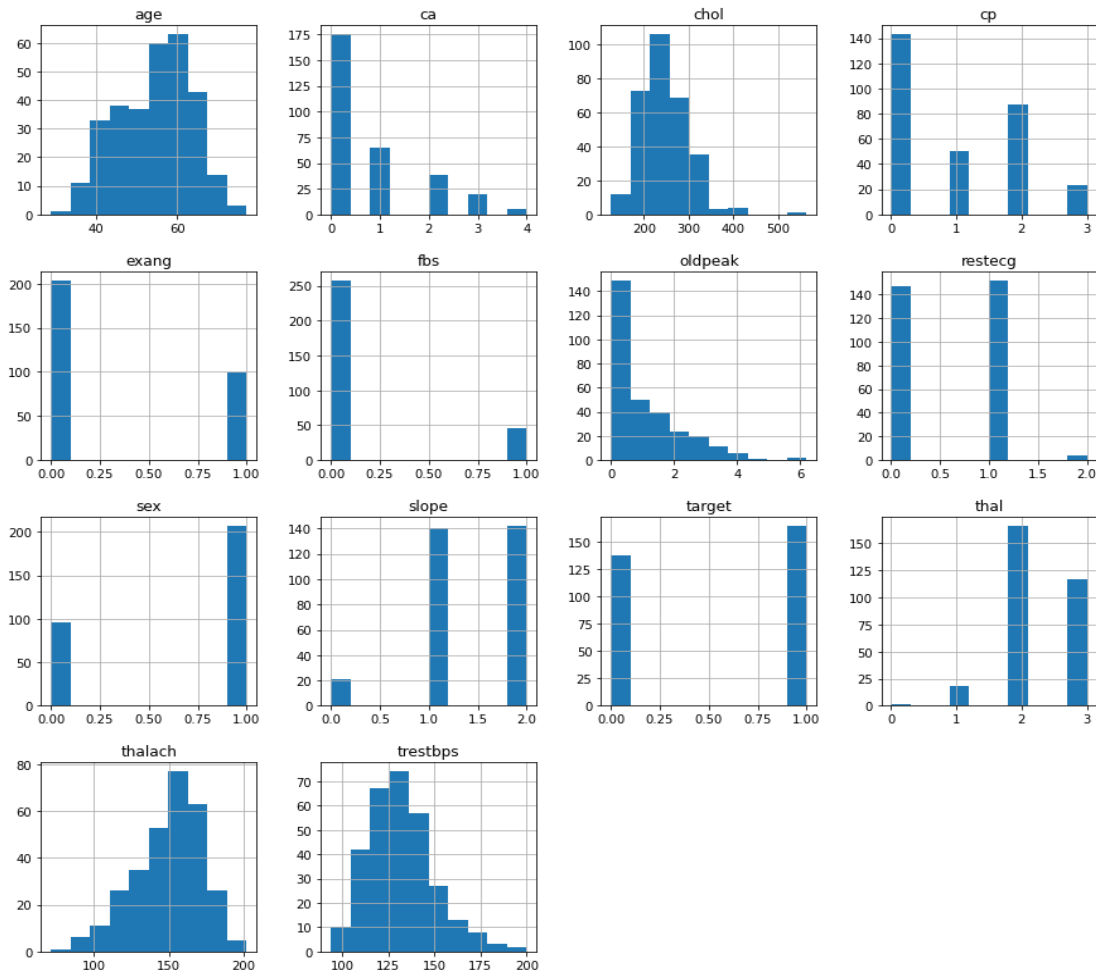 age ca chol cp
60 50 40 30 20 10 0
40 60
175 150 125 100 75 50 25 0
0 1 2 3 4
100 80 60 40 20 0
200 300 400 500
140 120 100 80 60 40 20 0
0 1 2 3
exang fbs oldpeak restecg
200 150 100 50 0
0.00 0.25 0.50 0.75 1.00
250 200 150 100 50 0
0.00 0.25 0.50 0.75 1.00
140 120 100 80 60 40 20 0
0 2 4 6
140 120 100 80 60 40 20 0
0.0 0.5 1.0 1.5 2.0
sex slope target thal
200 150 100 50 0
0.00 0.25 0.50 0.75 1.00
140 120 100 80 60 40 20 0
0.0 0.5 1.0 1.5 2.0
150 125 100 75 50 25 0
0.00 0.25 0.50 0.75 1.00
150 125 100 75 50 25 0
0 1 2 3
thalach trestbps
80 60 40 20 0
100 150 200
70 60 50 40 30 20 10 0
100 125 150 175 200